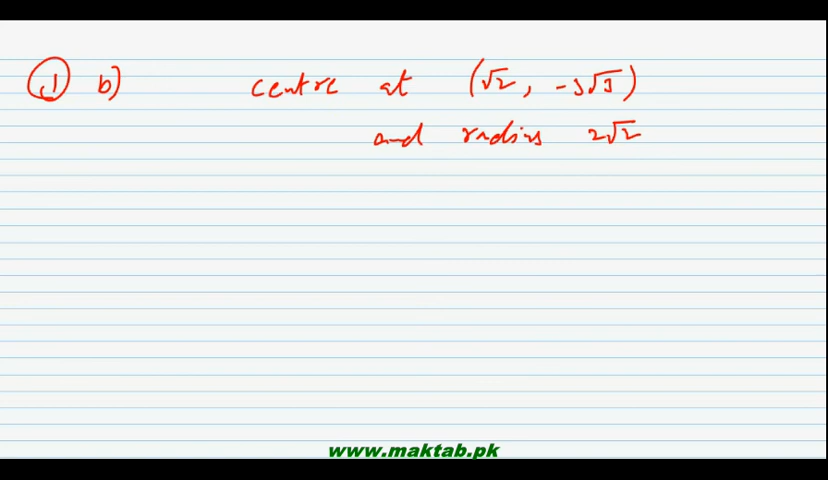 1 b) centre at (√2, -3√3)
and radius 2√2
www.maktab.pk